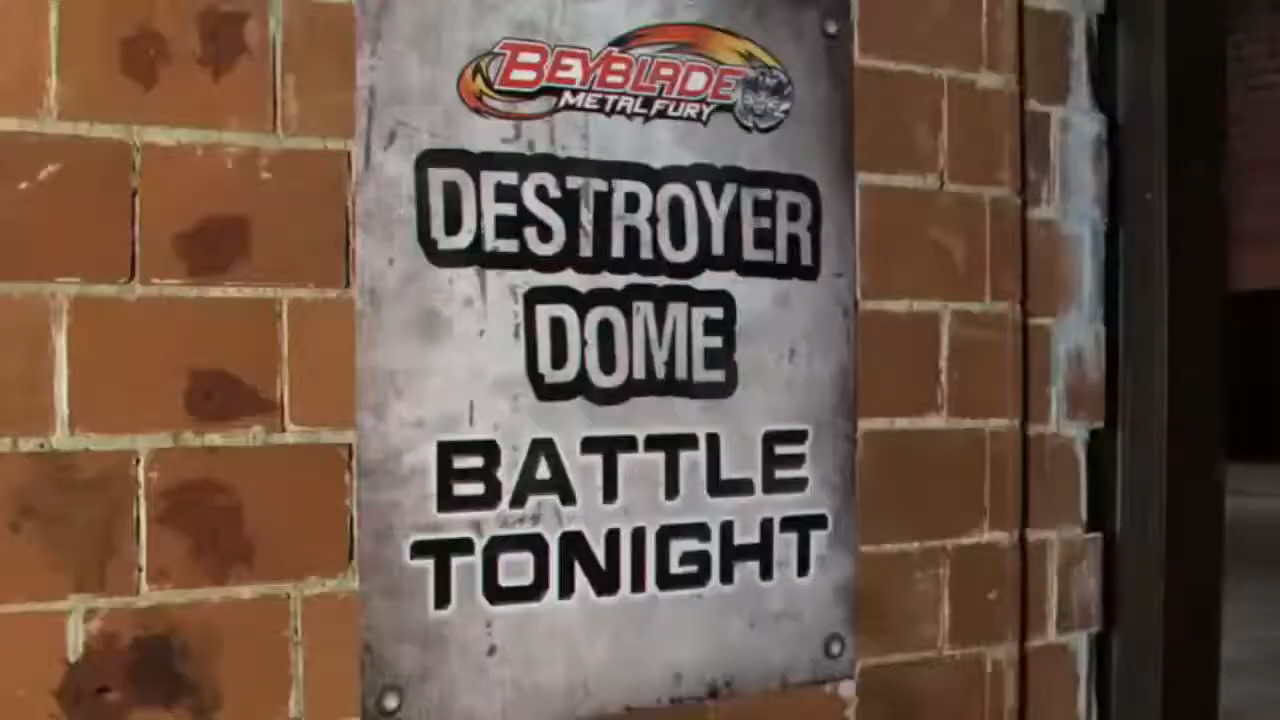 BEYBLADE
METAL FURY
DESTROYER
DOME
BATTLE
TONIGHT